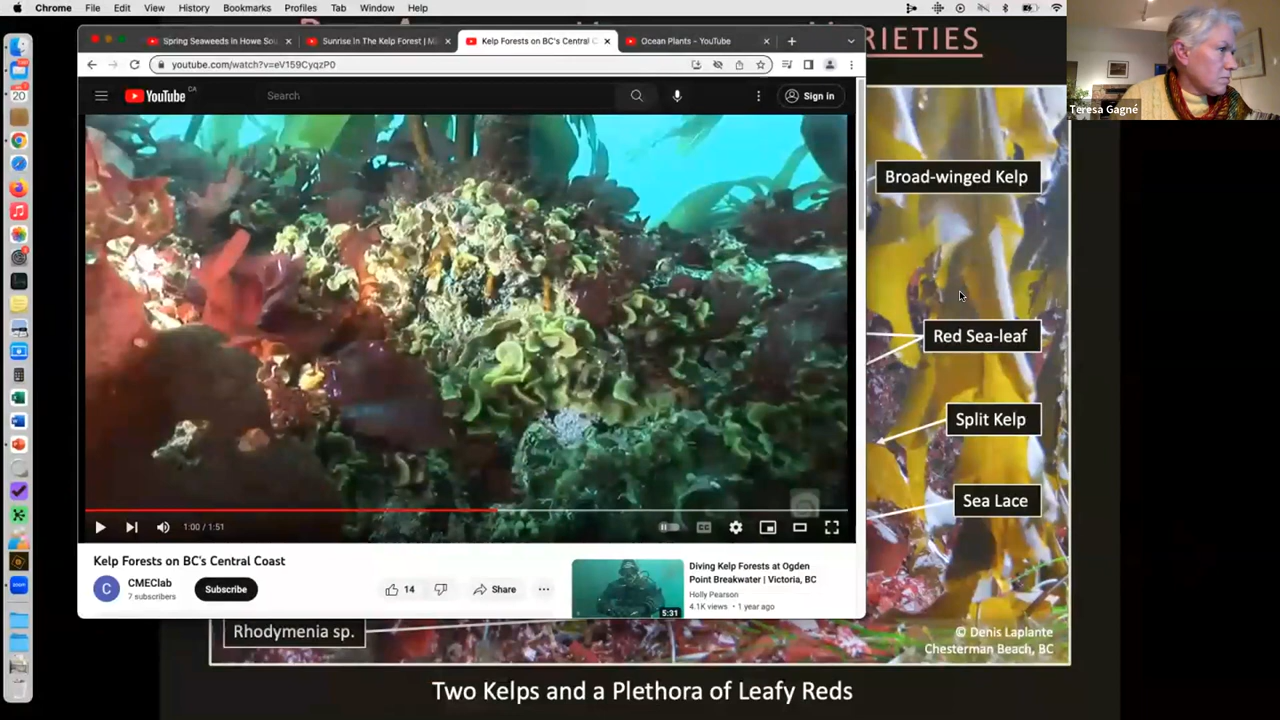 Chrome File Edit View History Bookmarks Profiles Tab Window Help
RIETIES
Spring Seaweeds in Howe Sou
Sunrise In The Kelp Forest | M
Kelp Forests on BC's Central C
Ocean Plants - YouTube
youtube.com/watch?v=eV159CyqzP0
YouTube CA
Search
Sign in
Teresa Gagné
20
Broad-winged Kelp
Red Sea-leaf
Split Kelp
Sea Lace
1:00 / 1:51
CC
Kelp Forests on BC's Central Coast
C
CMEClab
7 subscribers
Subscribe
14
Share
Diving Kelp Forests at Ogden
Point Breakwater | Victoria, BC
Holly Pearson
4.1K views • 1 year ago
5:31
Rhodymenia sp.
© Denis Laplante
Chesterman Beach, BC
Two Kelps and a Plethora of Leafy Reds